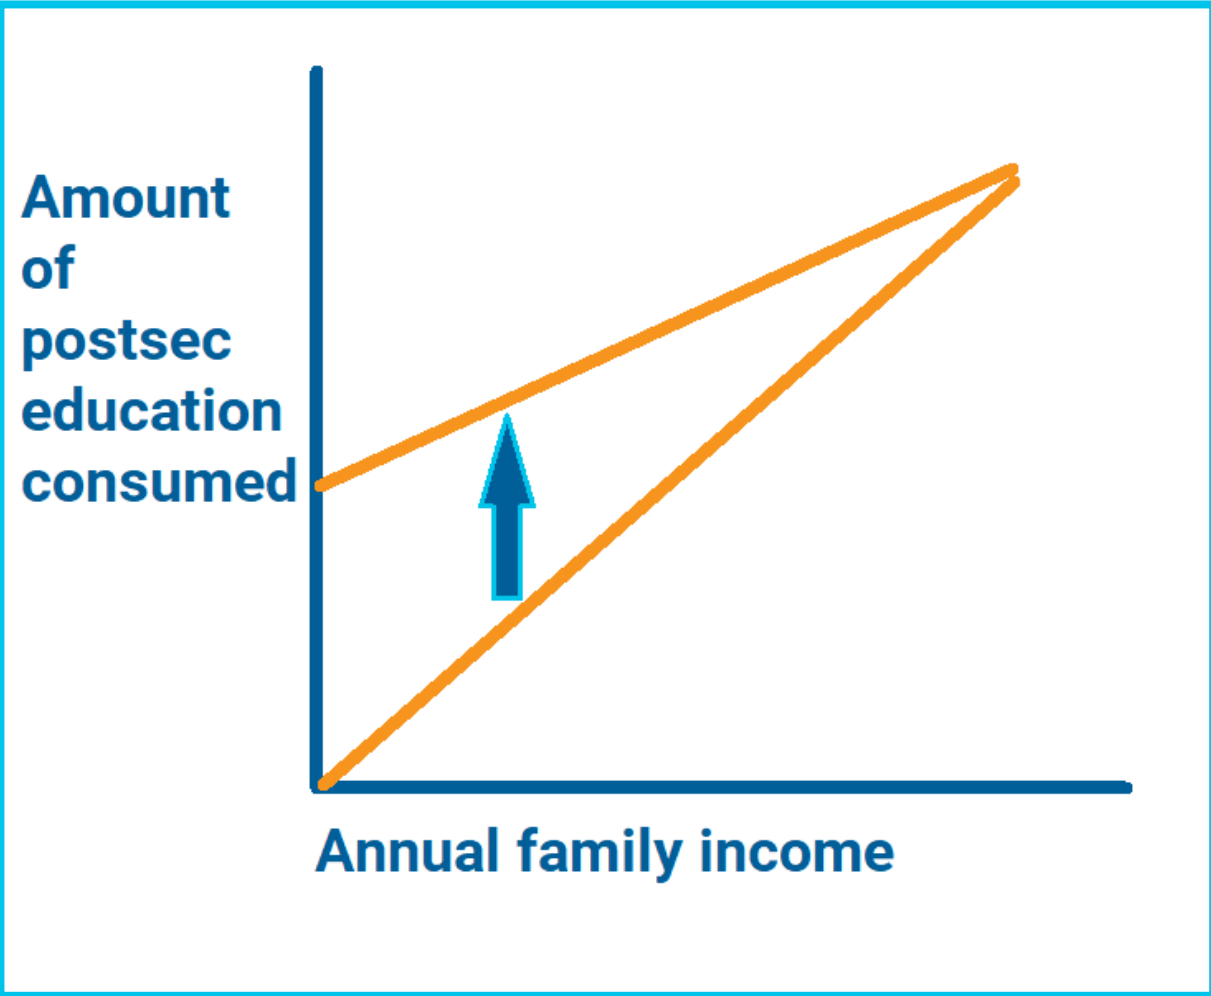 Amount
of
postsec
education
consumed
Annual family income